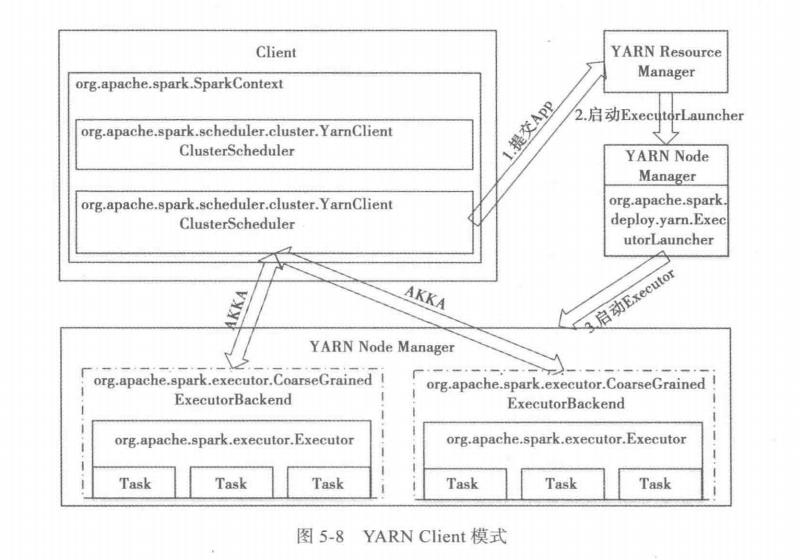 Client
org.apache.spark.SparkContext
org.apache.spark.scheduler.cluster.YarnClient
ClusterScheduler
org.apache.spark.scheduler.cluster.YarnClient
ClusterScheduler
1.提交App
YARN Resource
Manager
2.启动ExecutorLauncher
YARN Node
Manager
org.apache.spark.
deploy.yarn.Exec
utorLauncher
AKKA
AKKA
3.启动Executor
YARN Node Manager
org.apache.spark.executor.CoarseGrained
ExecutorBackend
org.apache.spark.executor.Executor
Task
Task
Task
org.apache.spark.executor.CoarseGrained
ExecutorBackend
org.apache.spark.executor.Executor
Task
Task
Task
图 5-8 YARN Client 模式